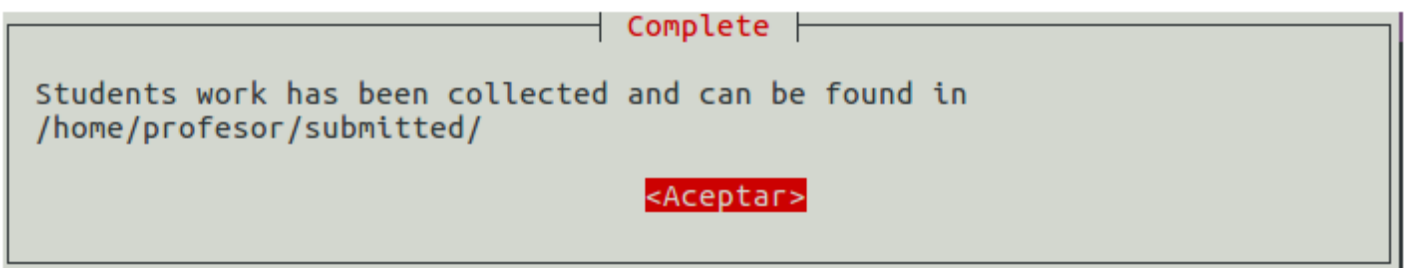 Complete
Students work has been collected and can be found in
/home/profesor/submitted/
<Aceptar>